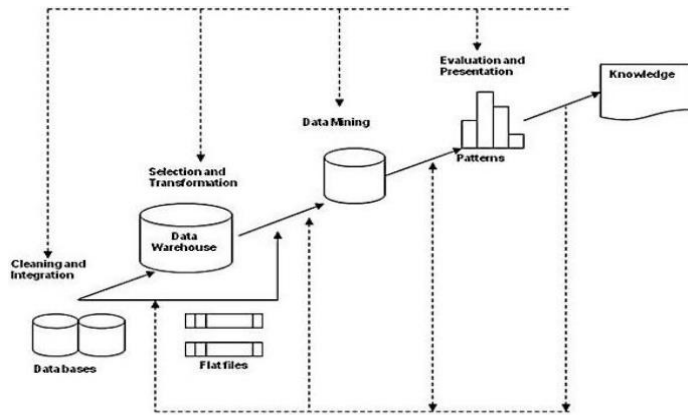 Evaluation and
Presentation
Knowledge
Data Mining
Patterns
Selection and
Transformation
Data
Warehouse
Cleaning and
Integration
Data bases
Flat files